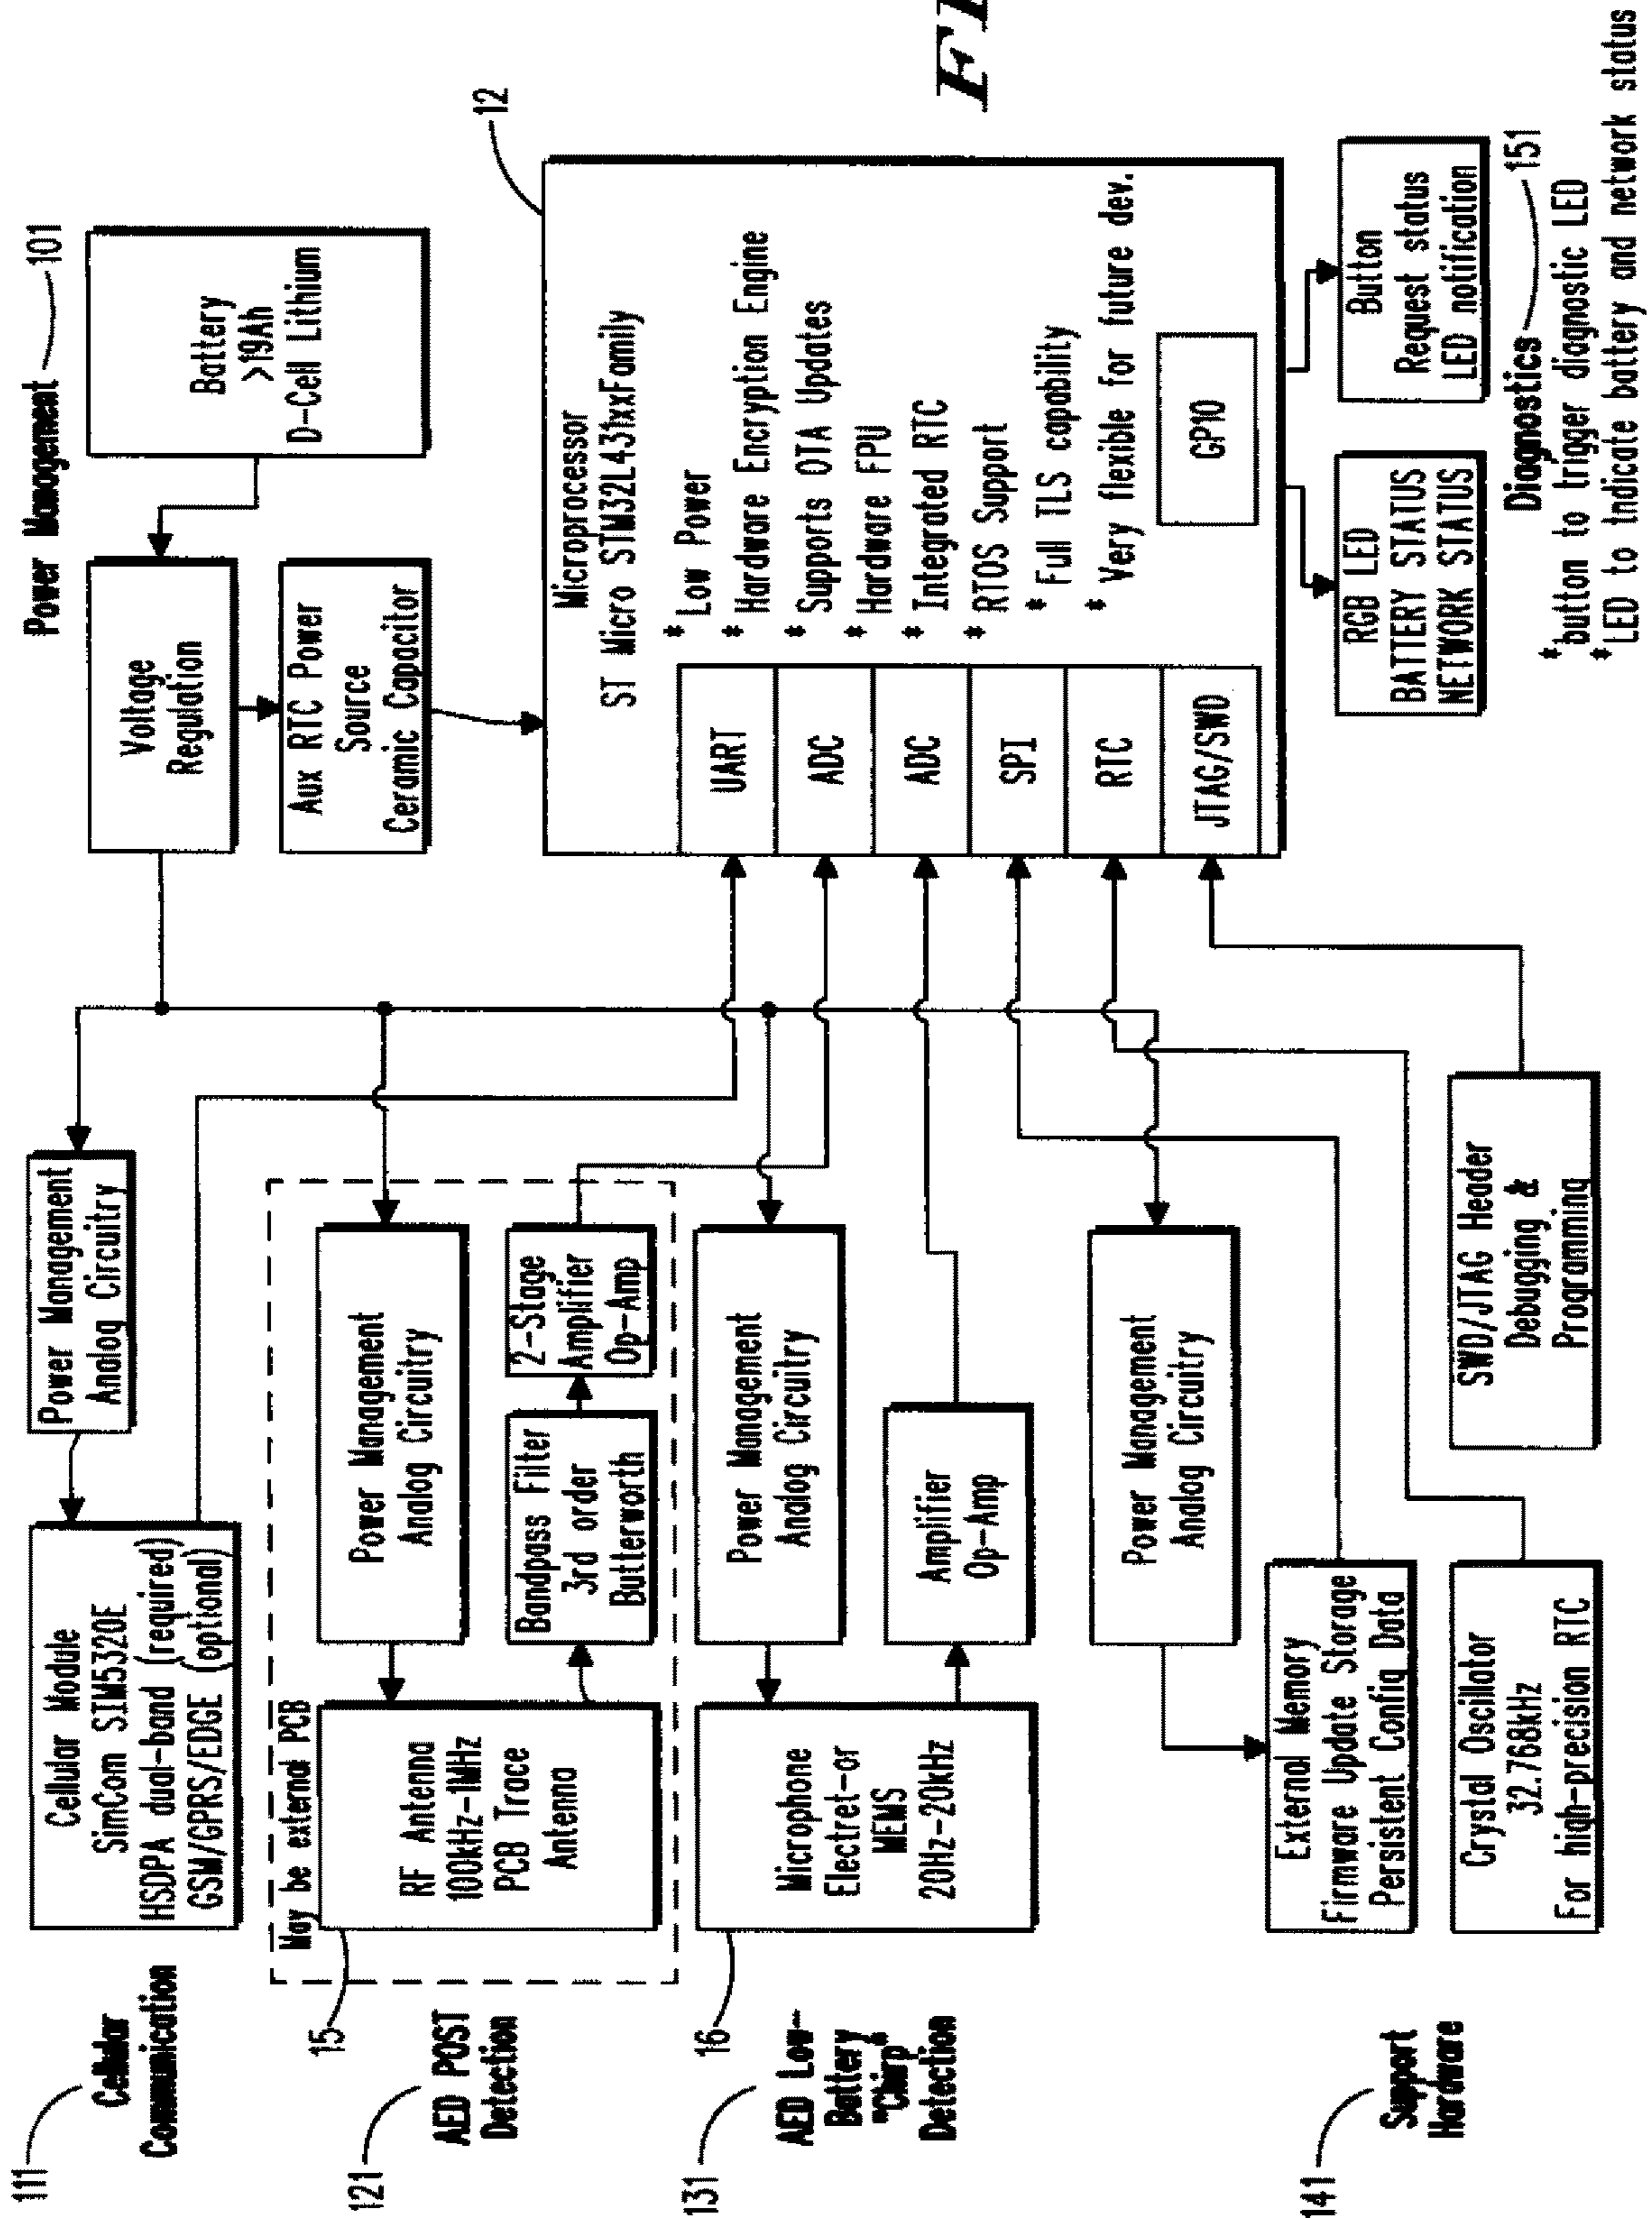 111
Cellular
Communication
Cellular Module
SimCom SIM5320E
HSDPA dual-band (required)
GSM/GPRS/EDGE (optional)
Power Management
Analog Circuitry
Power Management
101
Voltage
Regulation
Battery
>19Ah
D-Cell Lithium
Aux RTC Power
Source
Ceramic Capacitor
121
AED POST
Detection
15
May be external PCB
RF Antenna
100kHz-1MHz
PCB Trace
Antenna
Power Management
Analog Circuitry
Bandpass Filter
3rd order
Butterworth
2-Stage
Amplifier
Op-Amp
131
AED Low-
Battery
"Chirp"
Detection
16
Microphone
Electret-or
MEMS
20Hz-20kHz
Power Management
Analog Circuitry
Amplifier
Op-Amp
12
Microprocessor
ST Micro STM32L431xxFamily
* Low Power
* Hardware Encryption Engine
* Supports OTA Updates
* Hardware FPU
* Integrated RTC
* RTOS Support
* Full TLS capability
* Very flexible for future dev.
UART
ADC
ADC
SPI
RTC
JTAG/SWD
GPIO
141
Support
Hardware
Power Management
Analog Circuitry
External Memory
Firmware Update Storage
Persistent Config Data
Crystal Oscillator
32.768kHz
For high-precision RTC
SWD/JTAG Header
Debugging &
Programming
RGB LED
BATTERY STATUS
NETWORK STATUS
Button
Request status
LED notification
Diagnostics
151
*button to trigger diagnostic LED
*LED to indicate battery and network status